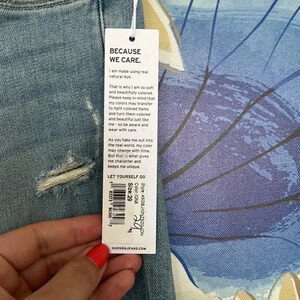 BECAUSE
WE CARE.
I am made using real
natural dye.
That is why I am so soft
and beautifully colored.
Please keep in mind that
my colors may transfer
to light colored items
and turn them colored
and beautiful just like
me - so be aware and
wear with care.
As you take me out into
the real world, my color
may change with time.
But that is what gives
me character and
keeps me unique.
LET YOURSELF GO
Size:29
HUDSONJEANS.COM